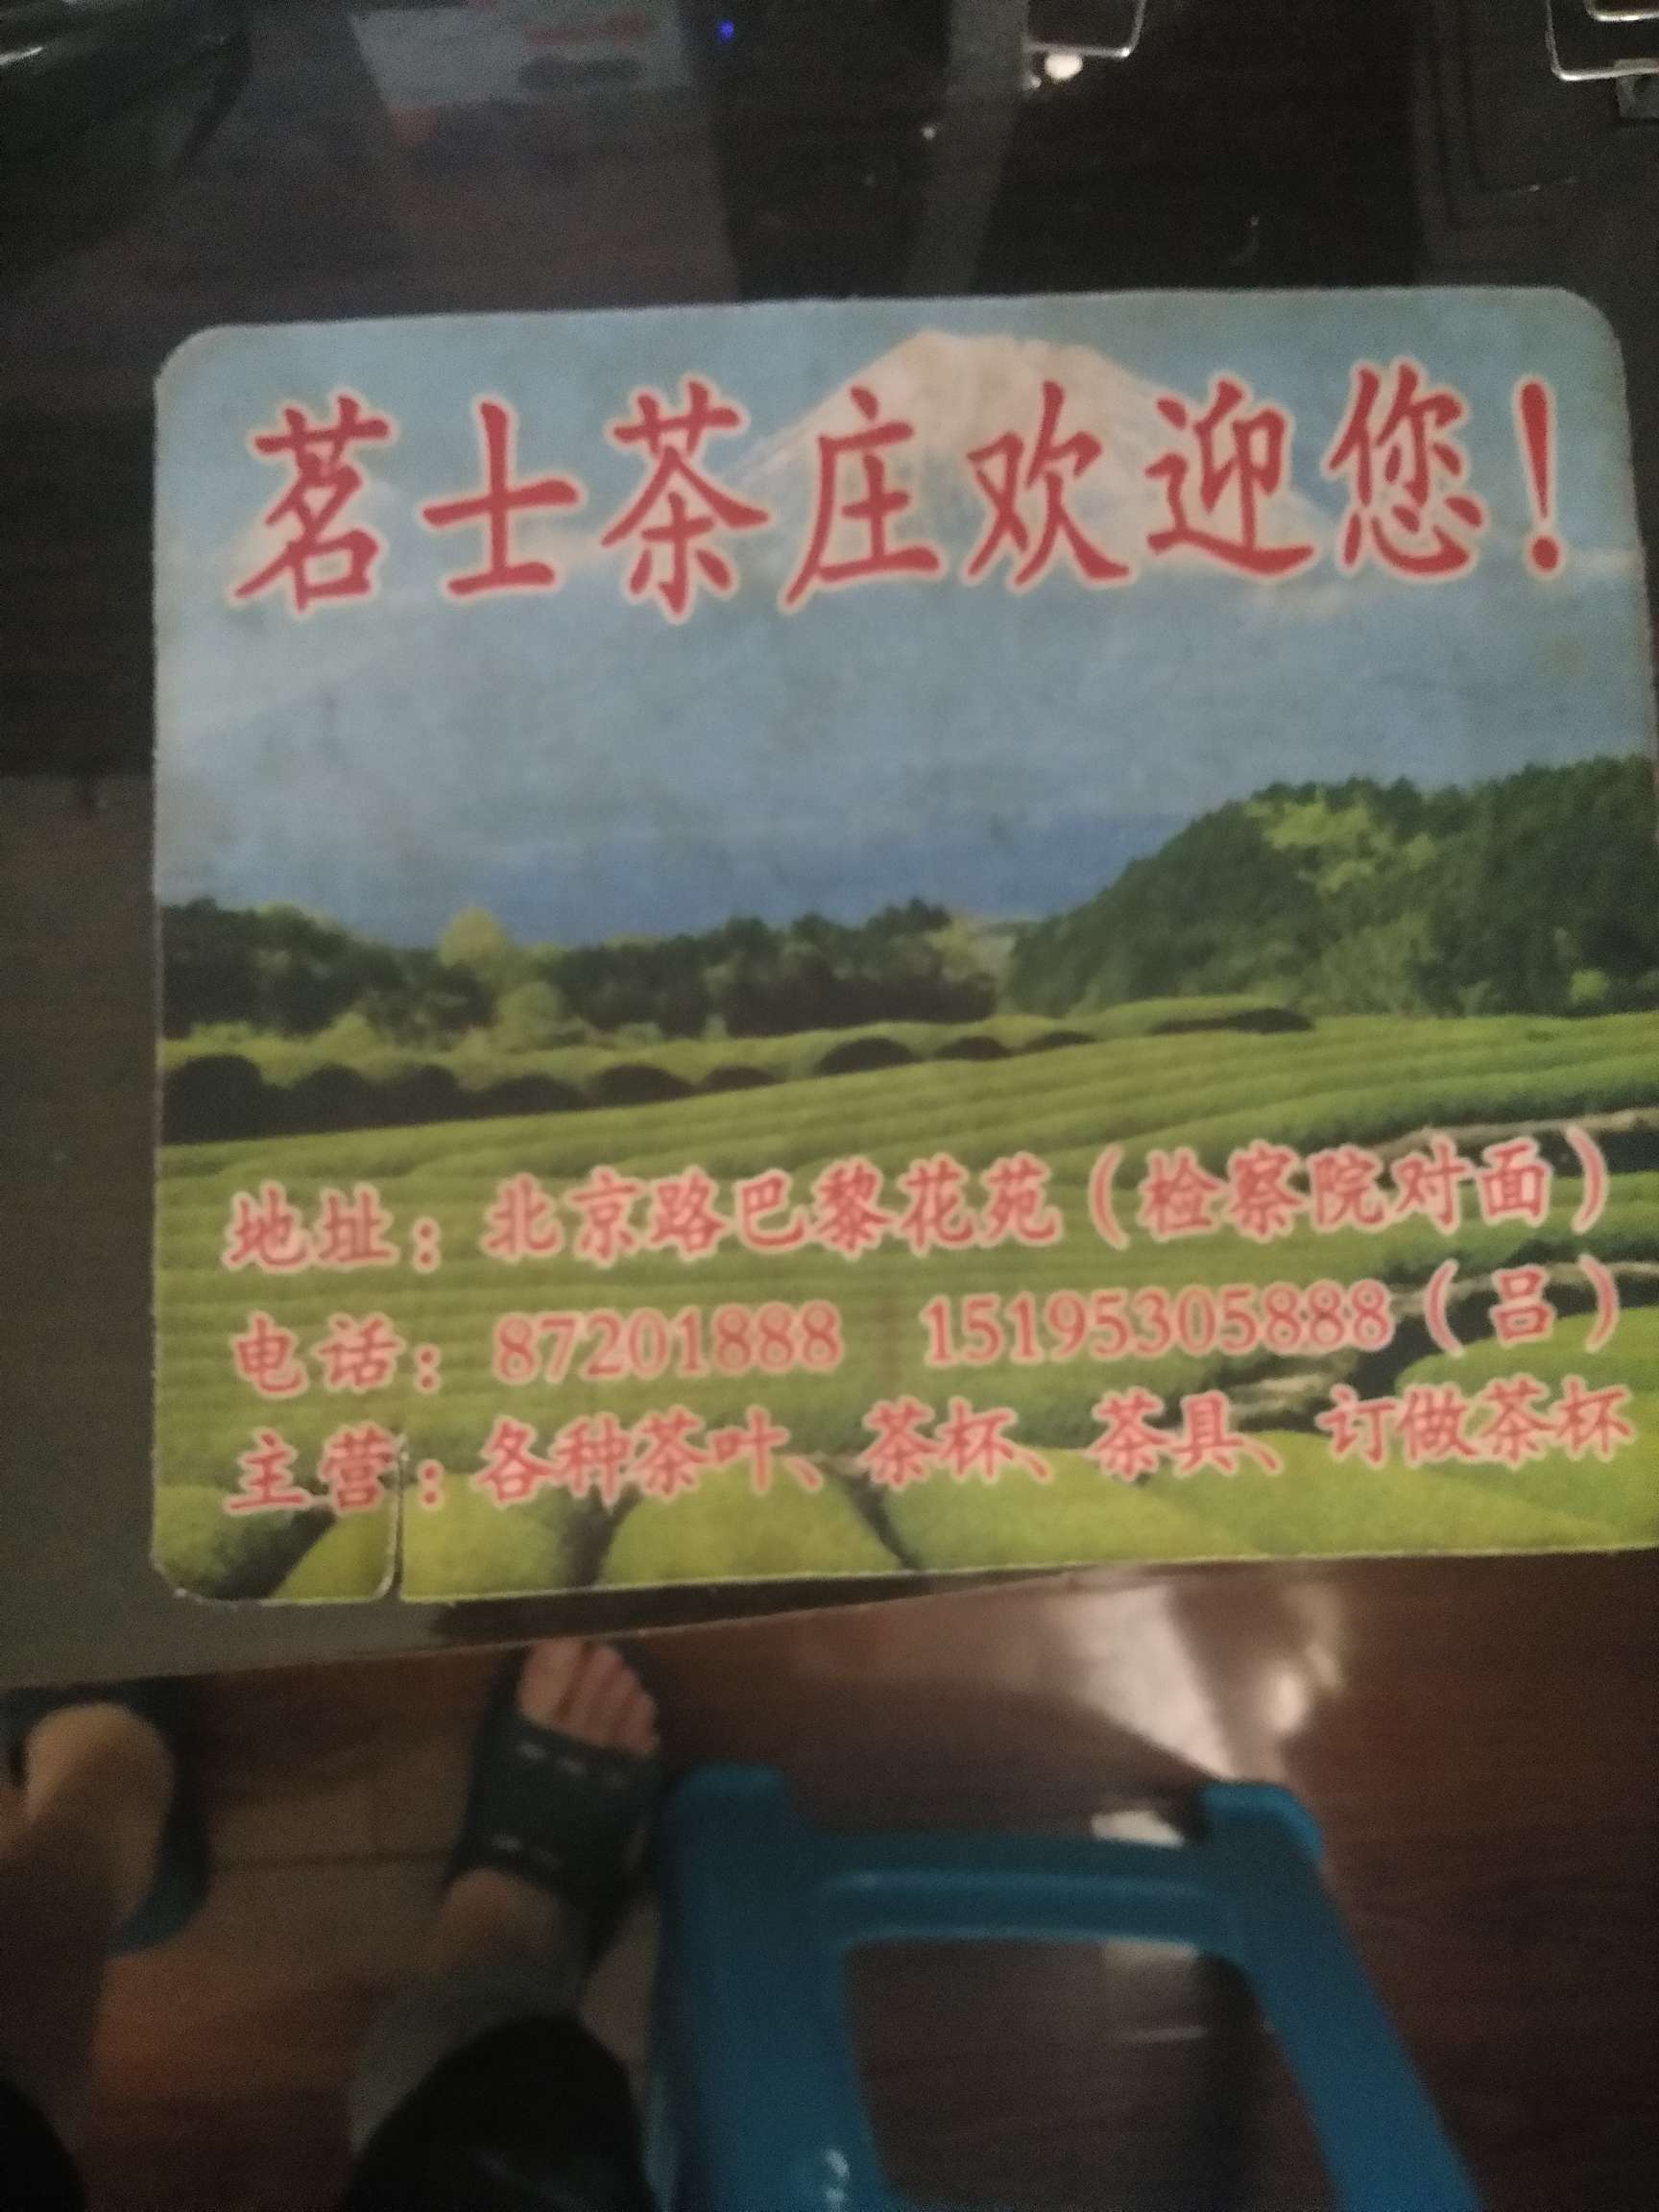 茗士茶庄欢迎您！
地址：北京路巴黎花苑（检察院对面）
电话：87201888 15195305888（吕）
主营：各种茶叶、茶杯、茶具、订做茶杯